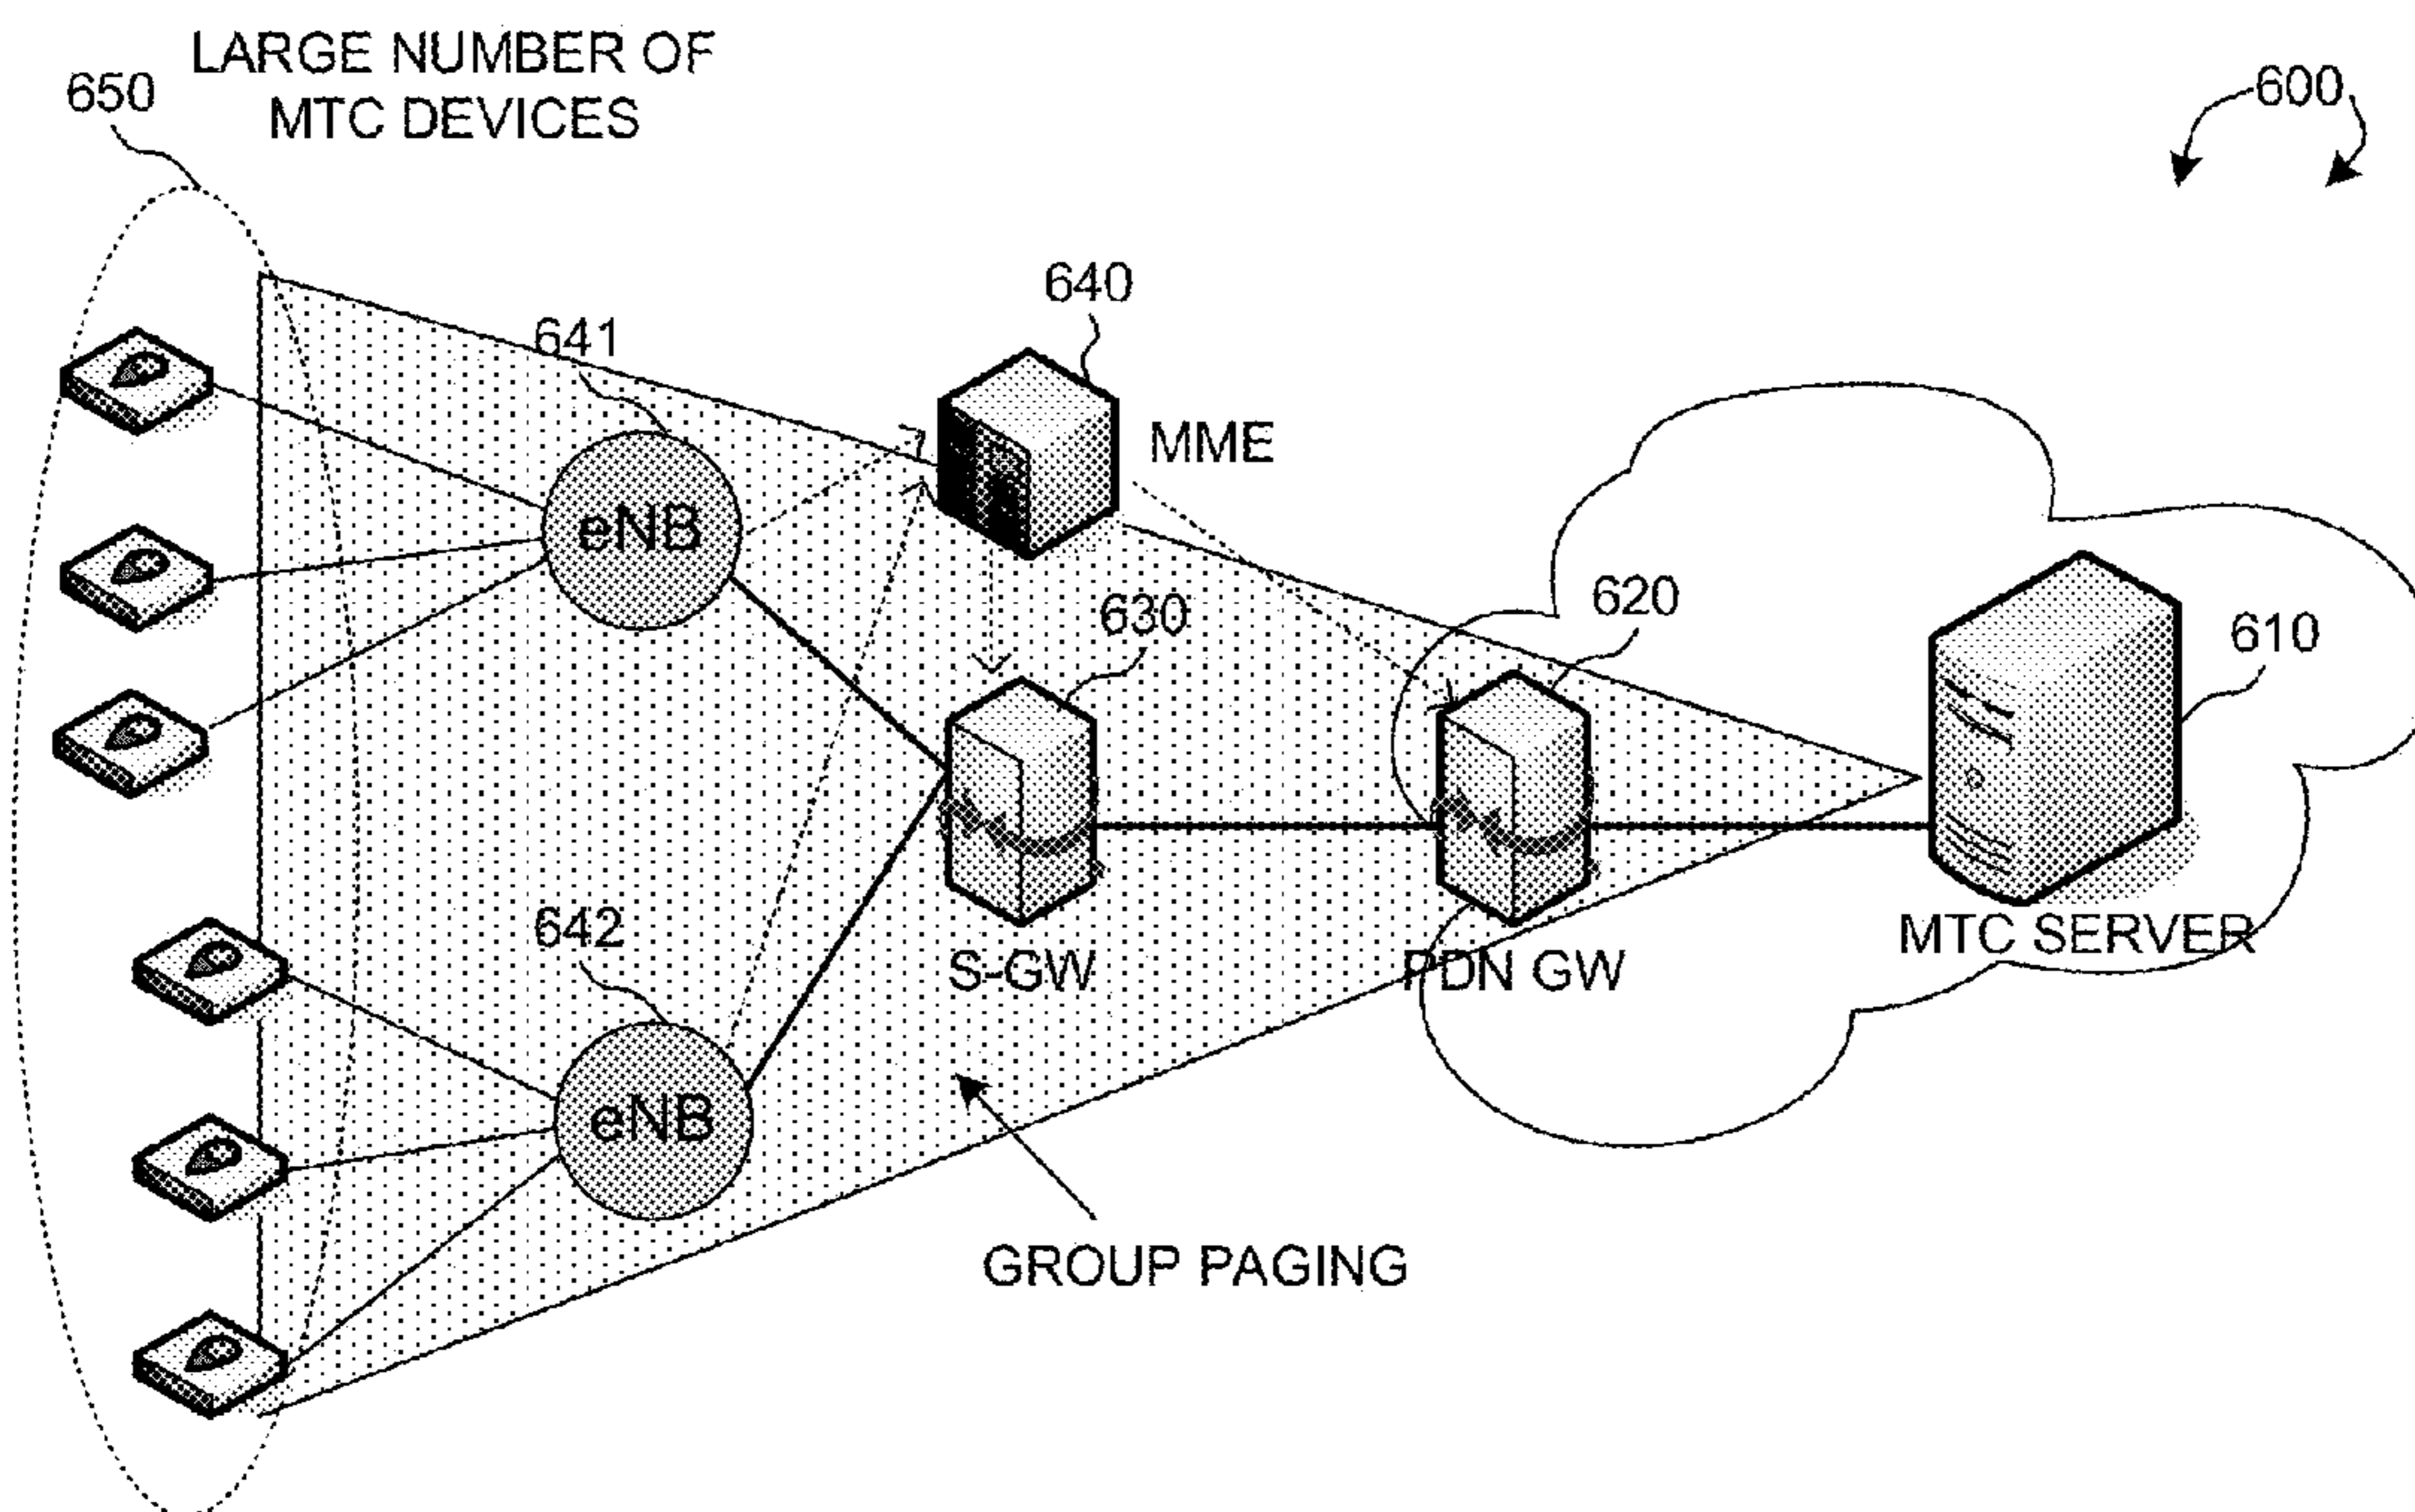 LARGE NUMBER OF
MTC DEVICES
650
600
640
641
MME
630
620
610
eNB
642
S-GW
PDN GW
MTC SERVER
eNB
GROUP PAGING